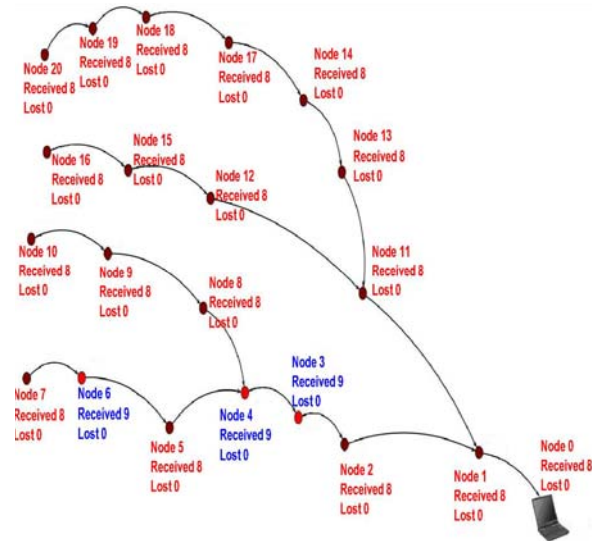 Node 18
Received 8
Lost 0
Node 19
Received 8
Lost 0
Node 20
Received 8
Lost 0
Node 17
Received 8
Lost 0
Node 14
Received 8
Lost 0
Node 13
Received 8
Lost 0
Node 15
Received 8
Lost 0
Node 16
Received 8
Lost 0
Node 12
Received 8
Lost 0
Node 11
Received 8
Lost 0
Node 10
Received 8
Lost 0
Node 9
Received 8
Lost 0
Node 8
Received 8
Lost 0
Node 3
Received 9
Lost 0
Node 7
Received 8
Lost 0
Node 6
Received 9
Lost 0
Node 4
Received 9
Lost 0
Node 5
Received 8
Lost 0
Node 2
Received 8
Lost 0
Node 1
Received 8
Lost 0
Node 0
Received 8
Lost 0